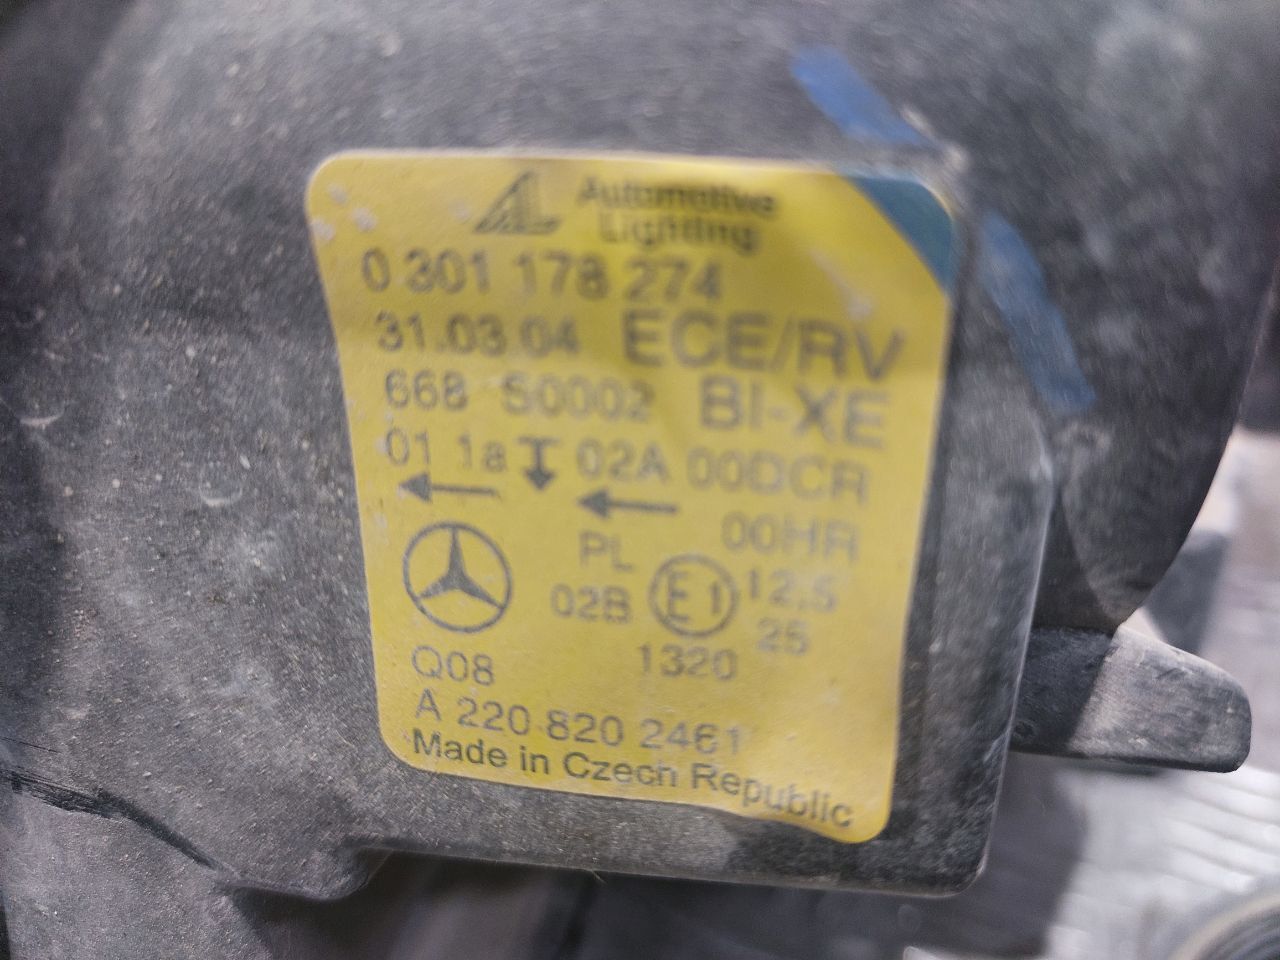 AL Automotive
Lighting
0 301 178 274
31.03.04 ECE/RV
668 S0002 BI-XE
01 1a 02A 00DCR
00HR
PL
02B E1 12,5
25
1320
Q08
A 220 820 2461
Made in Czech Republic